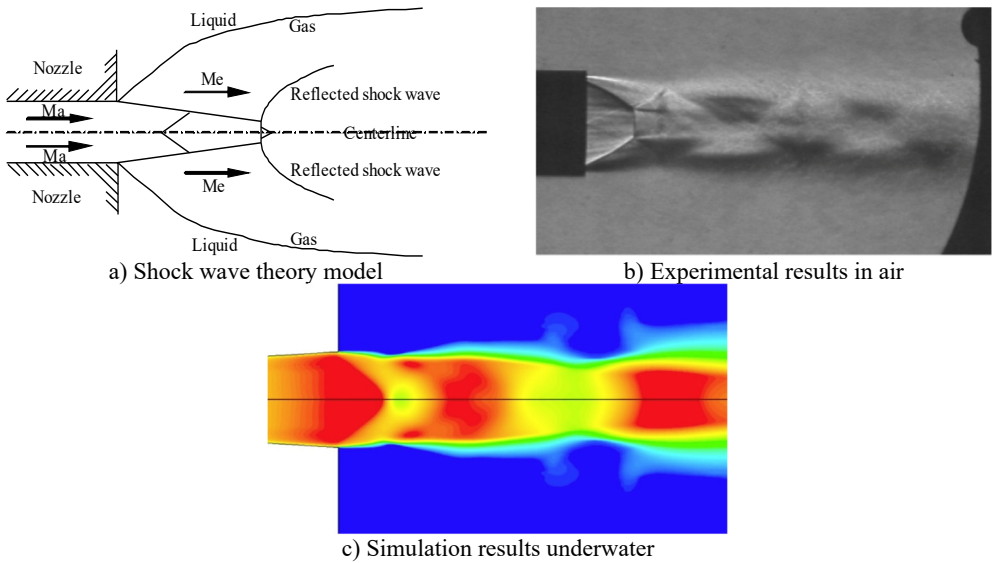 Liquid
Gas
Nozzle
Me
Reflected shock wave
Ma
Centerline
Ma
Reflected shock wave
Me
Nozzle
Liquid
Gas
a) Shock wave theory model
b) Experimental results in air
c) Simulation results underwater